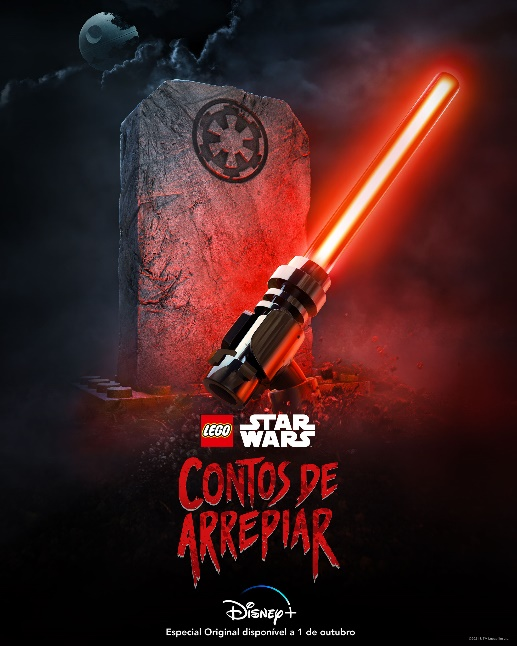 LEGO STAR
WARS
CONTOS DE
ARREPIAR
Disney+
Especial Original disponível a 1 de outubro